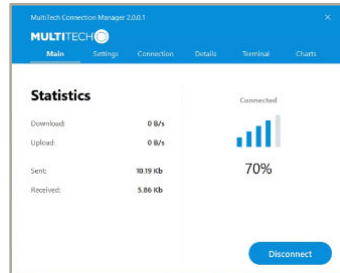 MultiTech Connection Manager 2.0.0.1
MULTITECH
Main Settings Connection Details Terminal Charts
Statistics
Download: 0 B/s
Upload: 0 B/s
Sent: 10.19 Kb
Received: 5.86 Kb
Connected
70%
Disconnect